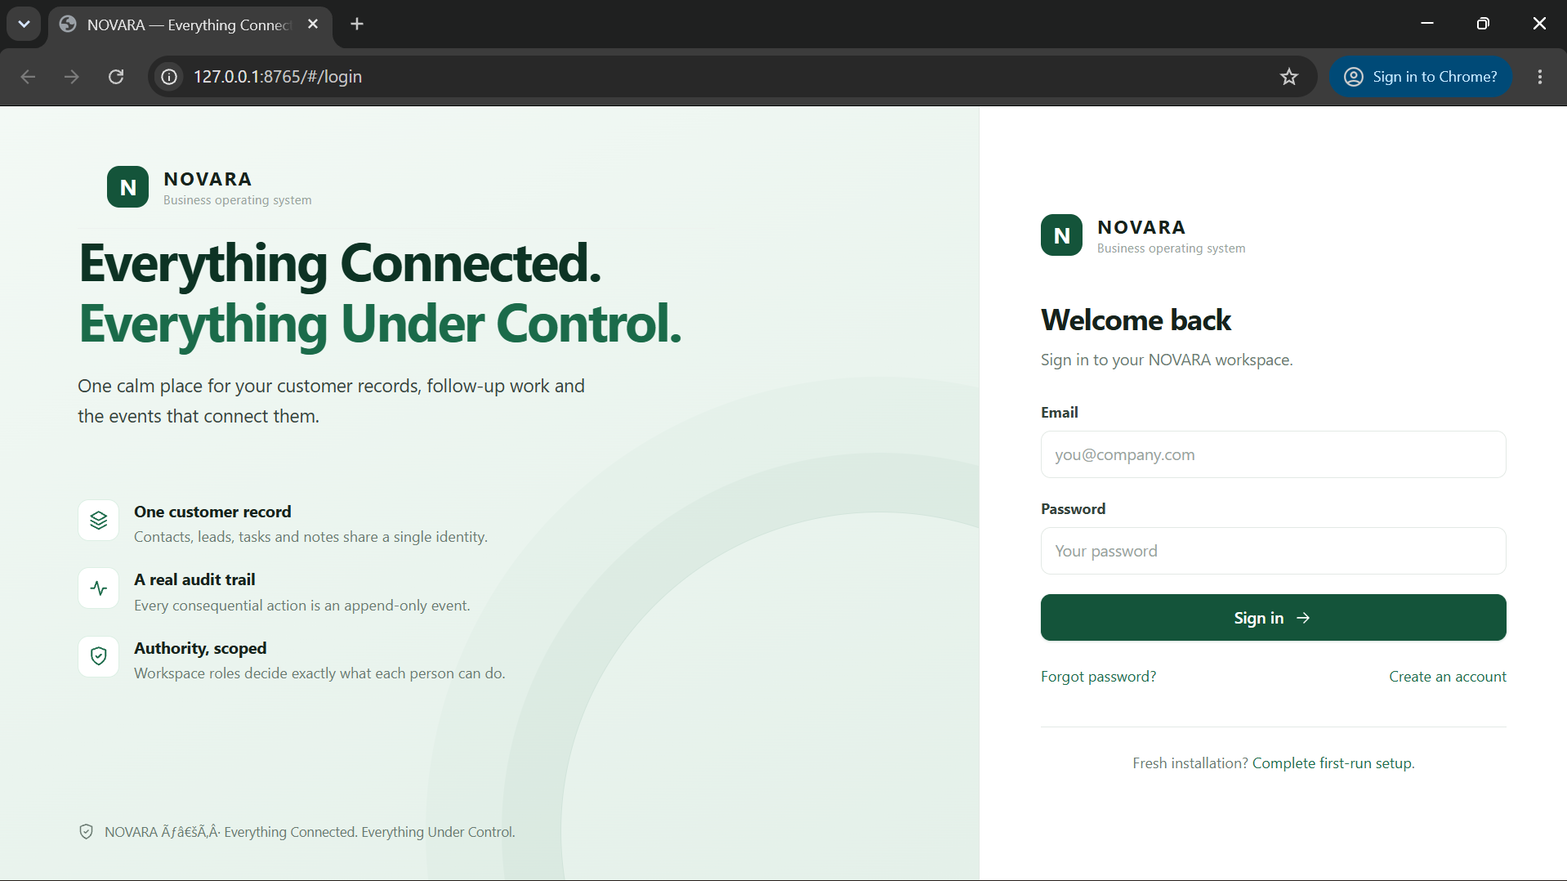 NOVARA — Everything Connect
127.0.0.1:8765/#/login
Sign in to Chrome?
N
NOVARA
Business operating system
Everything Connected.
Everything Under Control.
One calm place for your customer records, follow-up work and
the events that connect them.
One customer record
Contacts, leads, tasks and notes share a single identity.
A real audit trail
Every consequential action is an append-only event.
Authority, scoped
Workspace roles decide exactly what each person can do.
NOVARA Ãƒâ€šÃ‚Â· Everything Connected. Everything Under Control.
N
NOVARA
Business operating system
Welcome back
Sign in to your NOVARA workspace.
Email
you@company.com
Password
Your password
Sign in →
Forgot password?
Create an account
Fresh installation? Complete first-run setup.